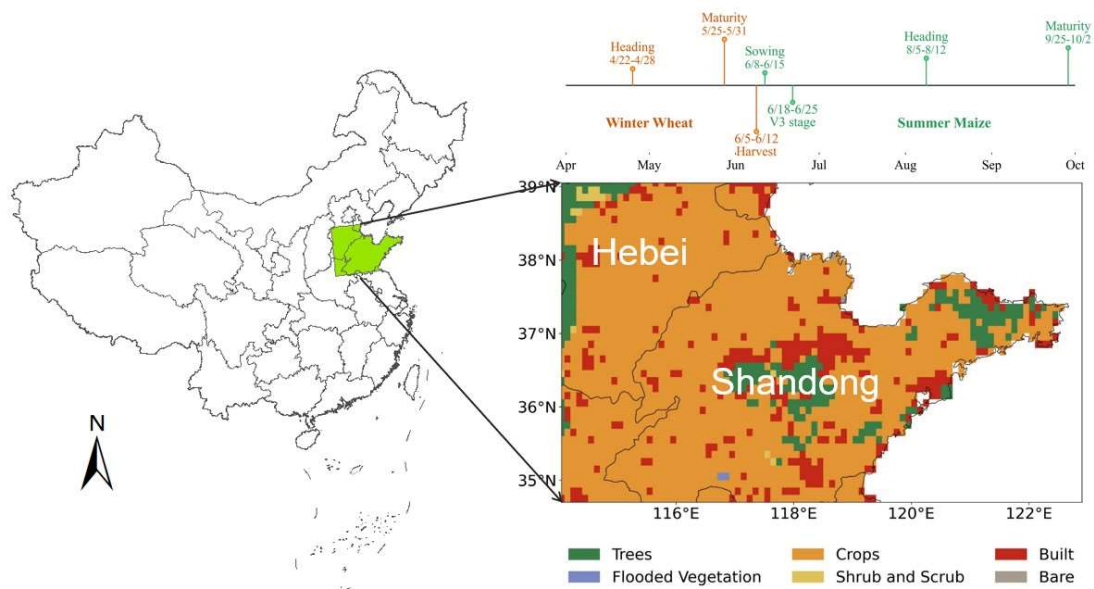 Maturity
5/25-5/31
Maturity
9/25-10/2
Heading
4/22-4/28
Sowing
6/8-6/15
Heading
8/5-8/12
6/18-6/25
V3 stage
Winter Wheat
Summer Maize
6/5-6/12
Harvest
Apr May Jun Jul Aug Sep Oct
N
39°N
38°N
37°N
36°N
35°N
Hebei
Shandong
116°E 118°E 120°E 122°E
Trees Crops Built
Flooded Vegetation Shrub and Scrub Bare